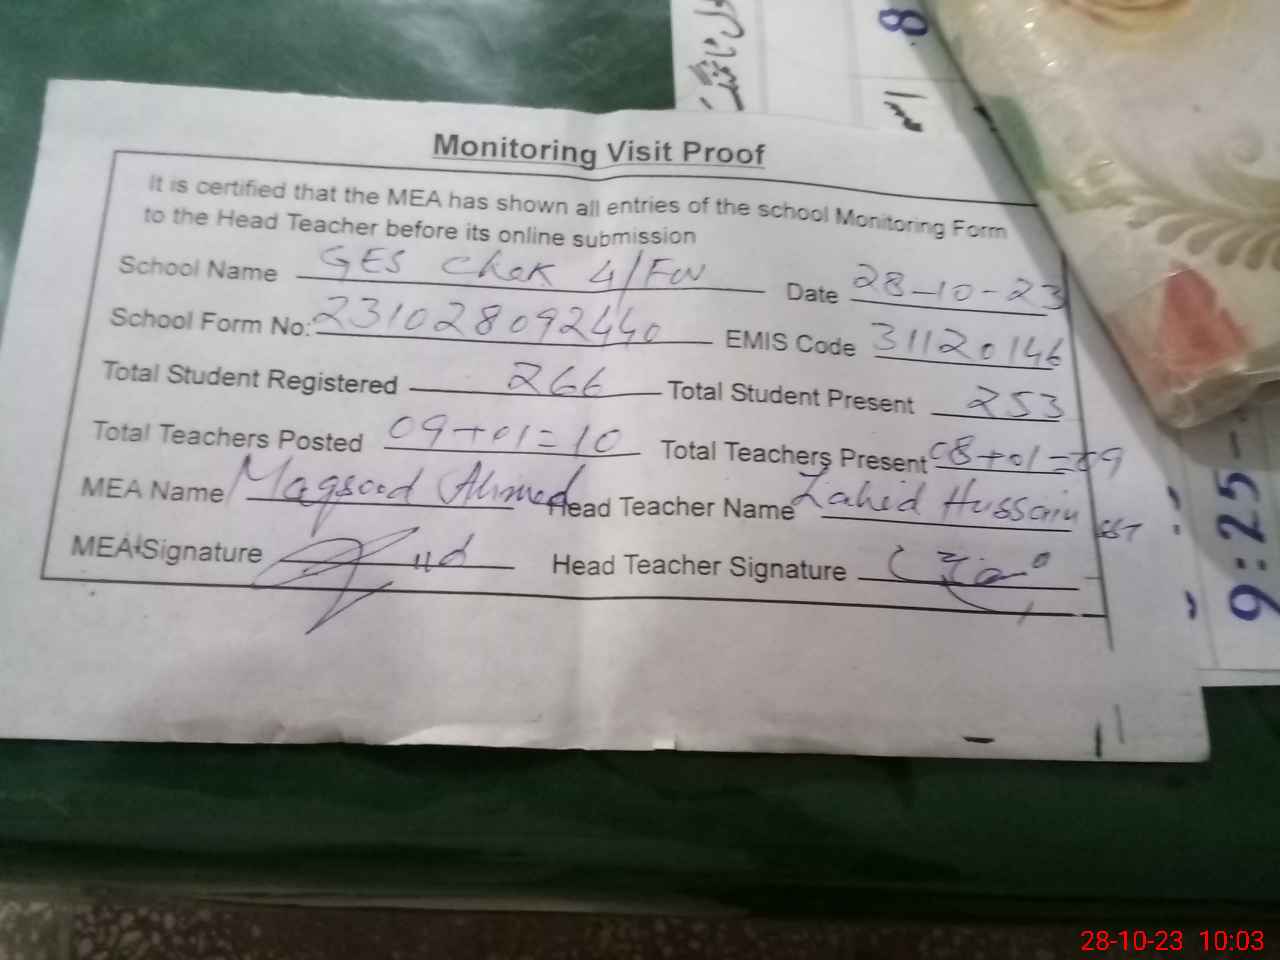 Monitoring Visit Proof
It is certified that the MEA has shown all entries of the school Monitoring Form
to the Head Teacher before its online submission
School Name GES Chak 4/FW Date 28-10-23
School Form No: 231028092440 EMIS Code 31120146
Total Student Registered 266 Total Student Present 253
Total Teachers Posted 09+01=10 Total Teachers Present 08+01=09
MEA Name Maqsood Ahmed Head Teacher Name Zahid Hussain SST
MEA Signature Head Teacher Signature
8
9:25
28-10-23 10:03